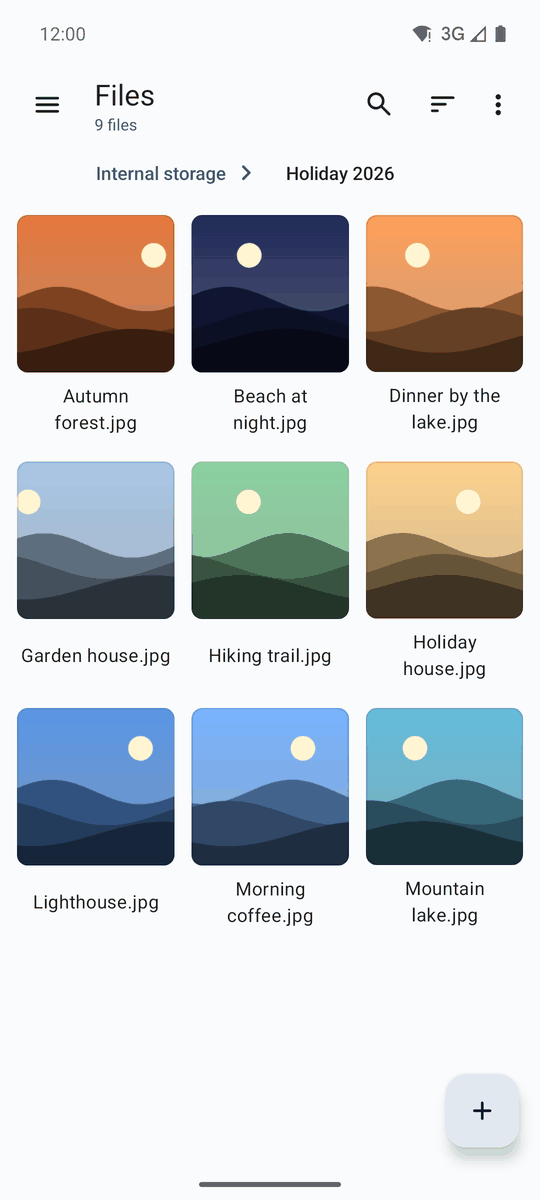 12:00
3G
Files
9 files
Internal storage
Holiday 2026
Autumn
forest.jpg
Beach at
night.jpg
Dinner by the
lake.jpg
Garden house.jpg
Hiking trail.jpg
Holiday
house.jpg
Lighthouse.jpg
Morning
coffee.jpg
Mountain
lake.jpg